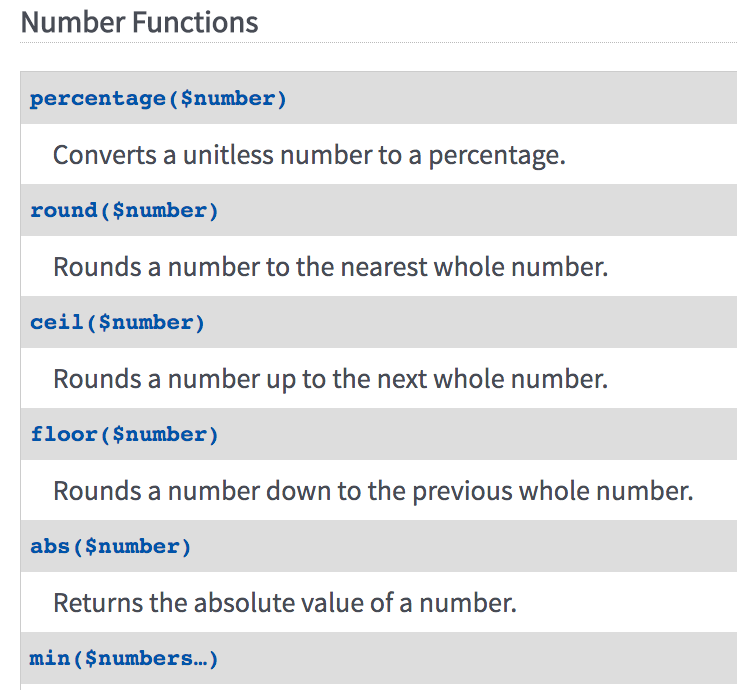 Number Functions
percentage($number)
Converts a unitless number to a percentage.
round($number)
Rounds a number to the nearest whole number.
ceil($number)
Rounds a number up to the next whole number.
floor($number)
Rounds a number down to the previous whole number.
abs($number)
Returns the absolute value of a number.
min($numbers…)